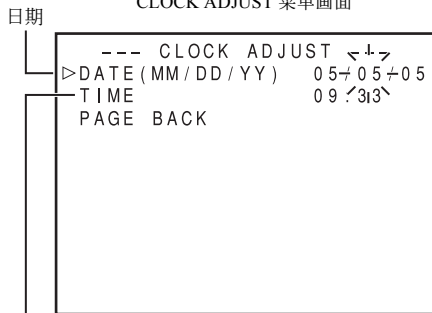 CLOCK ADJUST 菜单画面
日期
--- CLOCK ADJUST
▷DATE(MM/DD/YY) 05-05-05
TIME 09:33
PAGE BACK